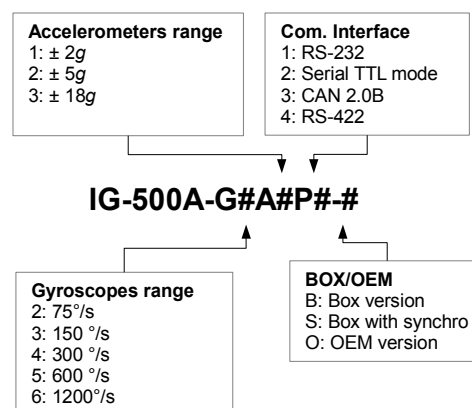 Accelerometers range
1: ± 2g
2: ± 5g
3: ± 18g
Com. Interface
1: RS-232
2: Serial TTL mode
3: CAN 2.0B
4: RS-422
IG-500A-G#A#P#-#
Gyroscopes range
2: 75°/s
3: 150 °/s
4: 300 °/s
5: 600 °/s
6: 1200°/s
BOX/OEM
B: Box version
S: Box with synchro
O: OEM version